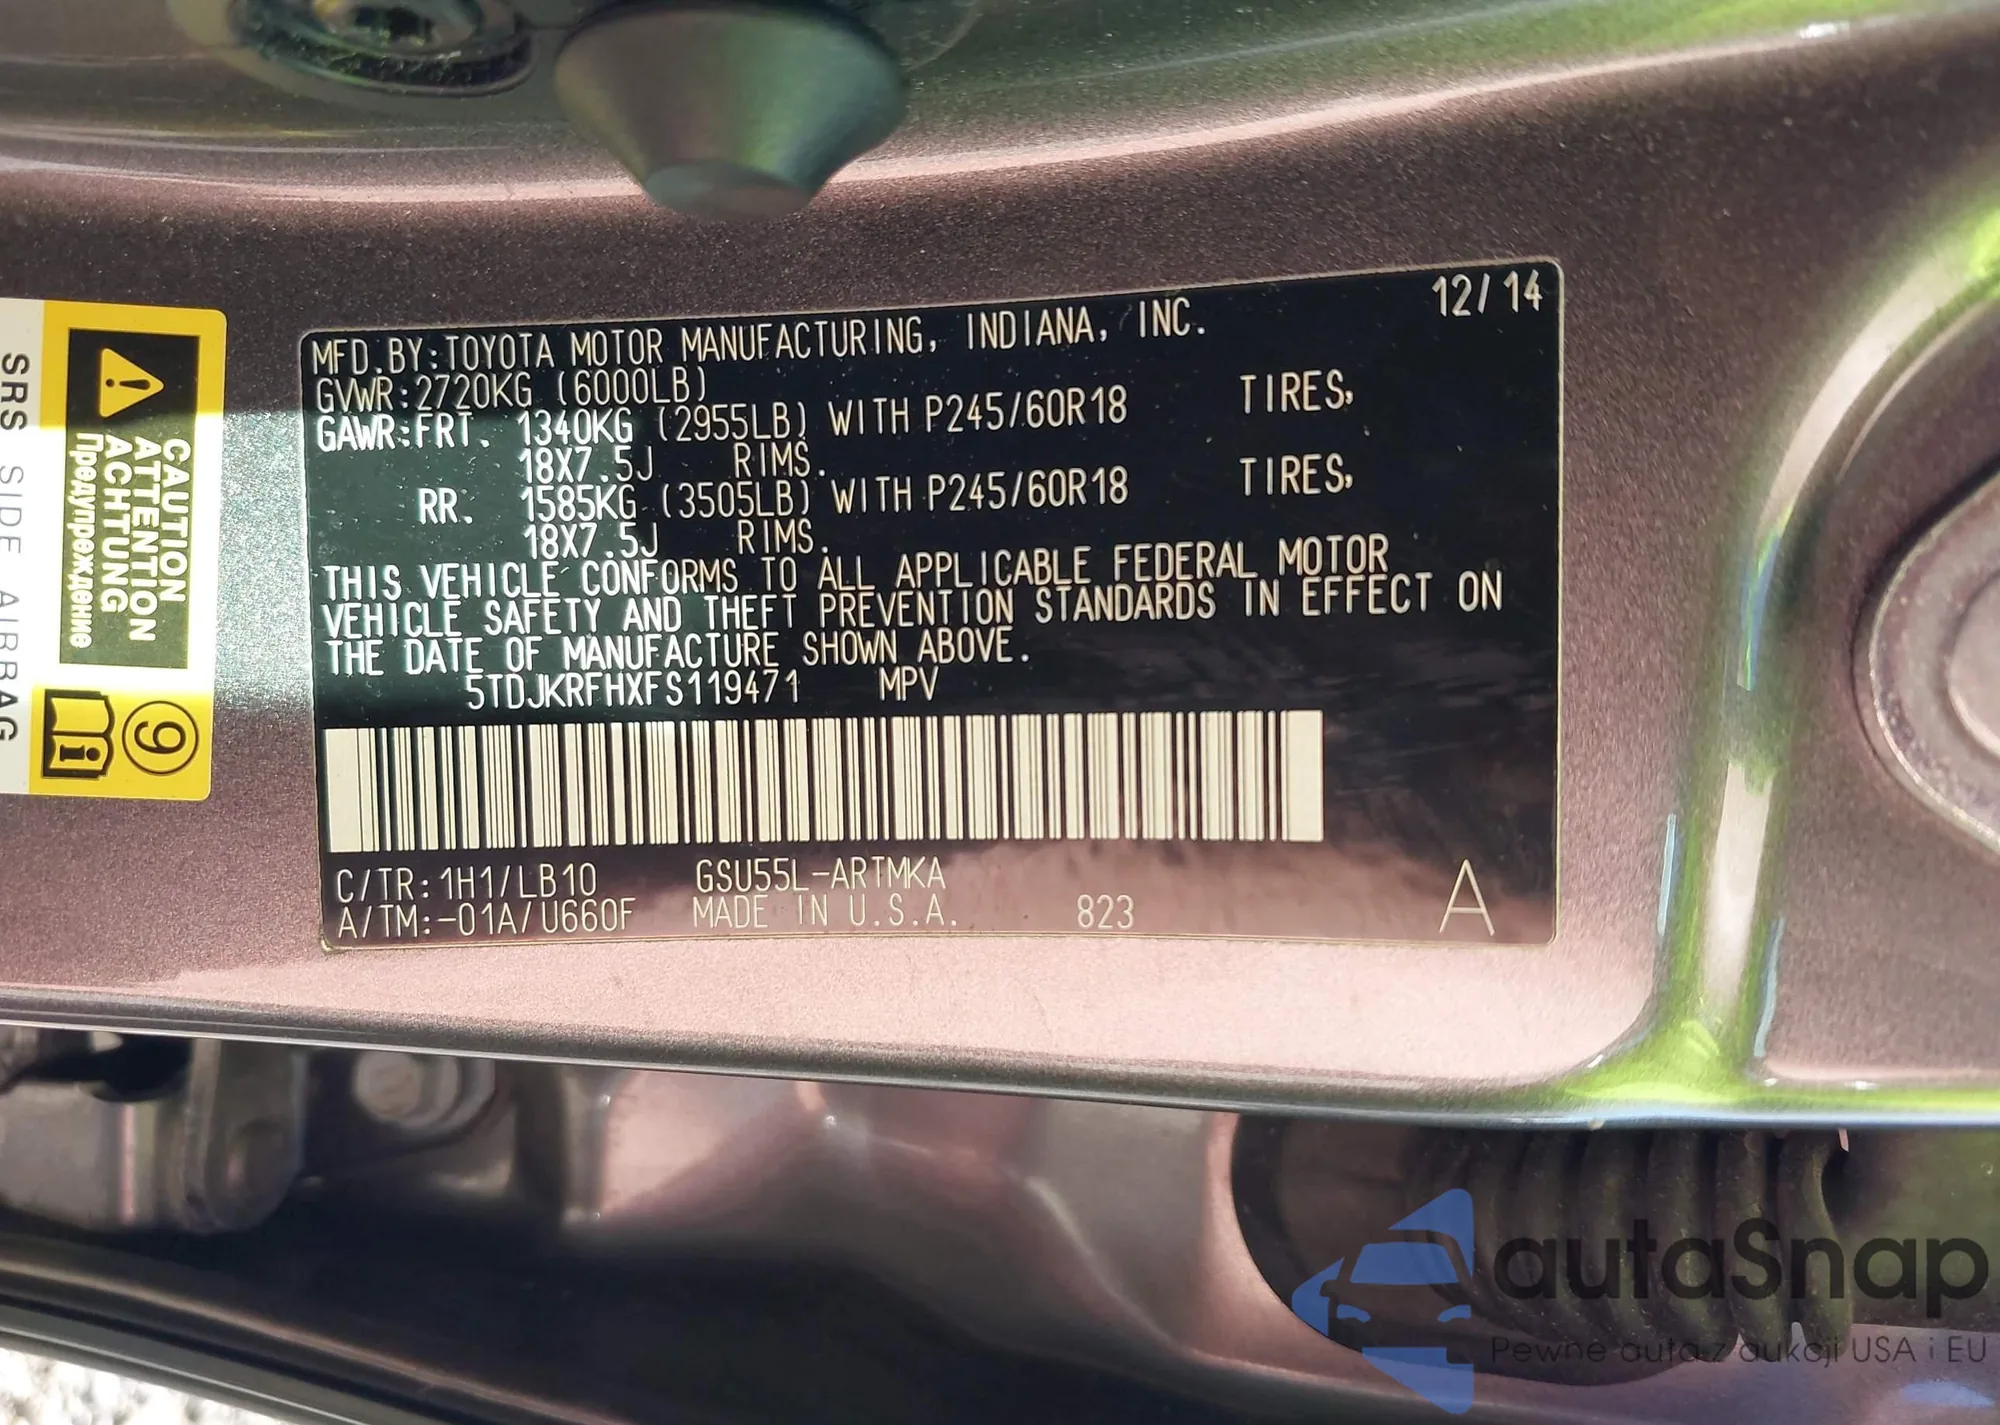 12/14
MFD.BY:TOYOTA MOTOR MANUFACTURING, INDIANA, INC.
GVWR:2720KG (6000LB)
GAWR:FRT. 1340KG (2955LB) WITH P245/60R18 TIRES,
18X7.5J RIMS.
RR. 1585KG (3505LB) WITH P245/60R18 TIRES,
18X7.5J RIMS.
THIS VEHICLE CONFORMS TO ALL APPLICABLE FEDERAL MOTOR
VEHICLE SAFETY AND THEFT PREVENTION STANDARDS IN EFFECT ON
THE DATE OF MANUFACTURE SHOWN ABOVE.
5TDJKRFHXFS119471 MPV
C/TR:1H1/LB10 GSU55L-ARTMKA
A/TM:-01A/U660F MADE IN U.S.A. 823 A
CAUTION
ATTENTION
ACHTUNG
Предупреждение
9
SRS SIDE AIRBAG
autaSnap
Pewne auta z aukcji USA i EU